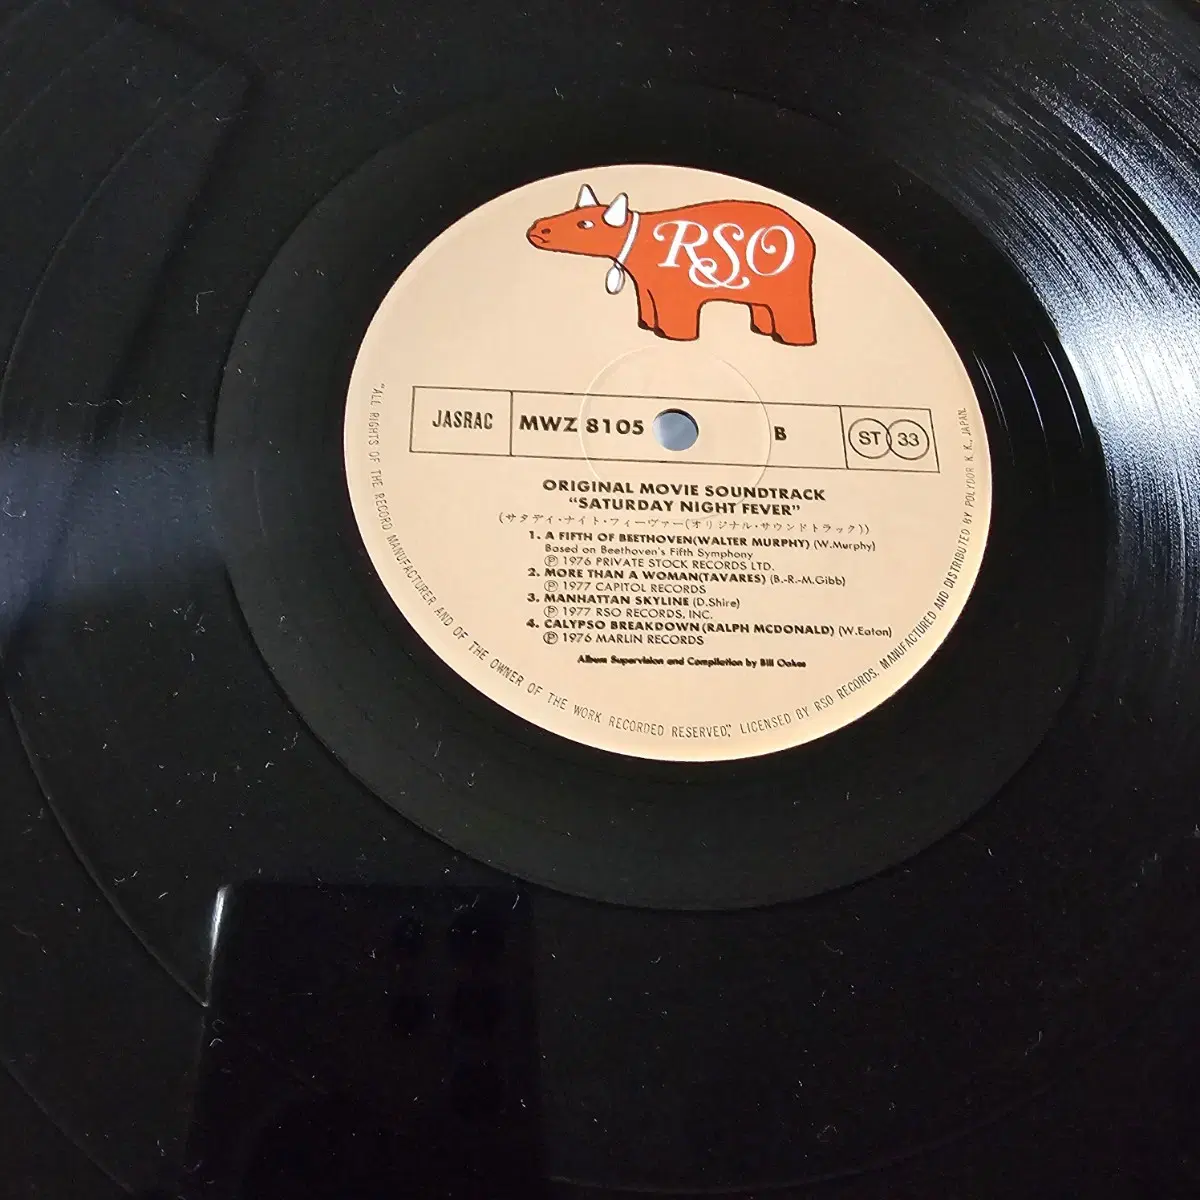 RSO
JASRAC MWZ 8105 B ST 33
ORIGINAL MOVIE SOUNDTRACK
"SATURDAY NIGHT FEVER"
(サタデイ・ナイト・フィーヴァー(オリジナル・サウンドトラック))
1. A FIFTH OF BEETHOVEN(WALTER MURPHY) (W.Murphy)
Based on Beethoven's Fifth Symphony
Ⓟ 1976 PRIVATE STOCK RECORDS LTD.
2. MORE THAN A WOMAN(TAVARES) (B.-R.-M.Gibb)
Ⓟ 1977 CAPITOL RECORDS
3. MANHATTAN SKYLINE (D.Shire)
Ⓟ 1977 RSO RECORDS, INC.
4. CALYPSO BREAKDOWN(RALPH MCDONALD) (W.Eaton)
Ⓟ 1976 MARLIN RECORDS
Album Supervision and Compilation by Bill Oakes
"ALL RIGHTS OF THE RECORD MANUFACTURER AND OF THE OWNER OF THE WORK RECORDED RESERVED", LICENSED BY RSO RECORDS. MANUFACTURED AND DISTRIBUTED BY POLYDOR K.K., JAPAN.